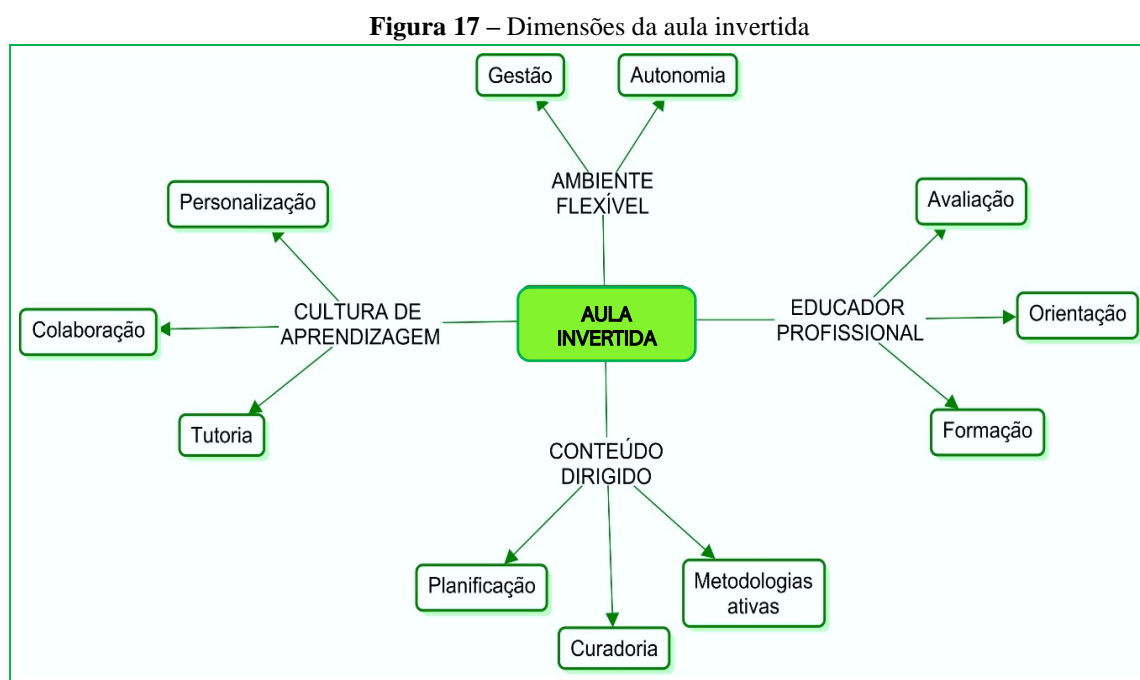 Figura 17 – Dimensões da aula invertida
Gestão
Autonomia
AMBIENTE
FLEXÍVEL
Personalização
Avaliação
CULTURA DE
APRENDIZAGEM
AULA
INVERTIDA
EDUCADOR
PROFISSIONAL
Colaboração
Orientação
Tutoria
Formação
CONTEÚDO
DIRIGIDO
Planificação
Metodologias
ativas
Curadoria